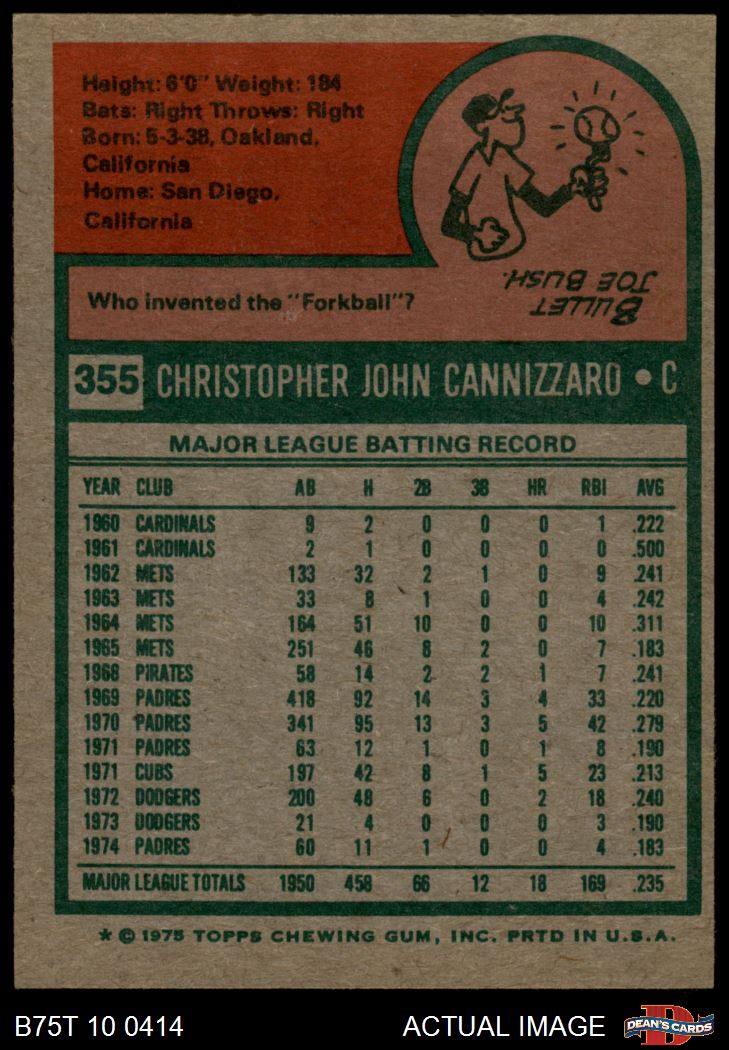 Height: 6'0" Weight: 184
Bats: Right Throws: Right
Born: 5-3-38, Oakland,
California
Home: San Diego,
California
Who invented the "Forkball"?
BULLET
JOE BUSH.
355 CHRISTOPHER JOHN CANNIZZARO • C
MAJOR LEAGUE BATTING RECORD
YEAR CLUB AB H 2B 3B HR RBI AVG
1960 CARDINALS 9 2 0 0 0 1 .222
1961 CARDINALS 2 1 0 0 0 0 .500
1962 METS 133 32 2 1 0 9 .241
1963 METS 33 8 1 0 0 4 .242
1964 METS 164 51 10 0 0 10 .311
1965 METS 251 46 8 2 0 7 .183
1968 PIRATES 58 14 2 2 1 7 .241
1969 PADRES 418 92 14 3 4 33 .220
1970 PADRES 341 95 13 3 5 42 .279
1971 PADRES 63 12 1 0 1 8 .190
1971 CUBS 197 42 8 1 5 23 .213
1972 DODGERS 200 48 6 0 2 18 .240
1973 DODGERS 21 4 0 0 0 3 .190
1974 PADRES 60 11 1 0 0 4 .183
MAJOR LEAGUE TOTALS 1950 458 66 12 18 169 .235
* © 1975 TOPPS CHEWING GUM, INC. PRTD IN U.S.A.
B75T 10 0414 ACTUAL IMAGE D DEAN'S CARDS